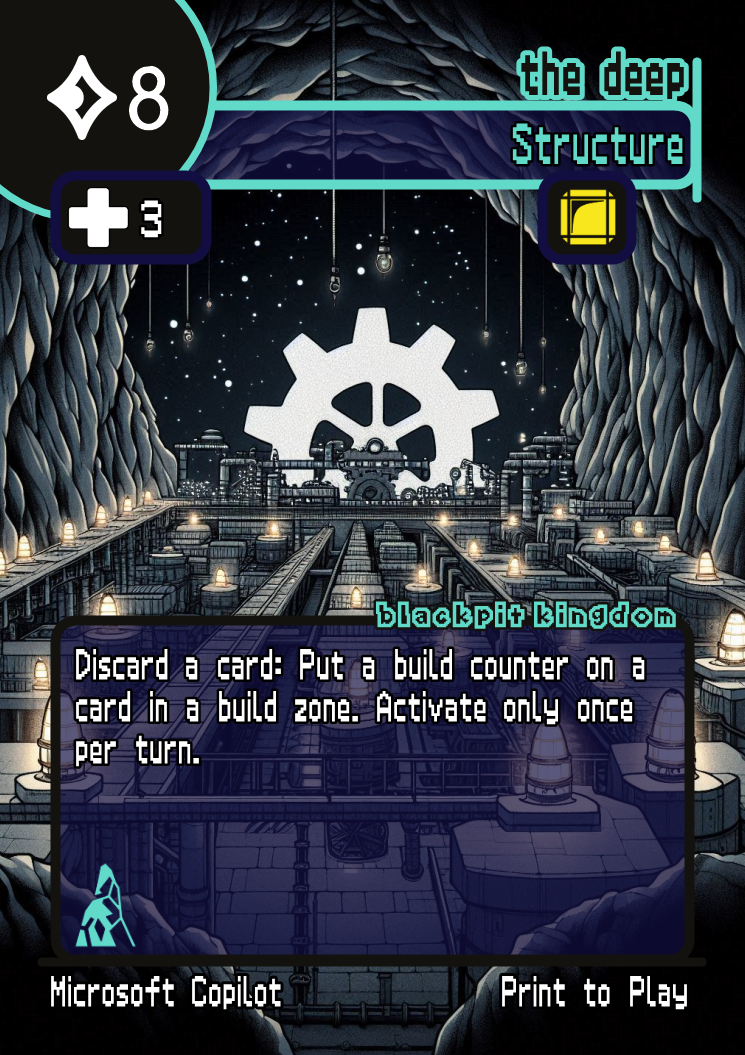 8
the deep
Structure
3
blackpit kingdom
Discard a card: Put a build counter on a
card in a build zone. Activate only once
per turn.
Microsoft Copilot
Print to Play